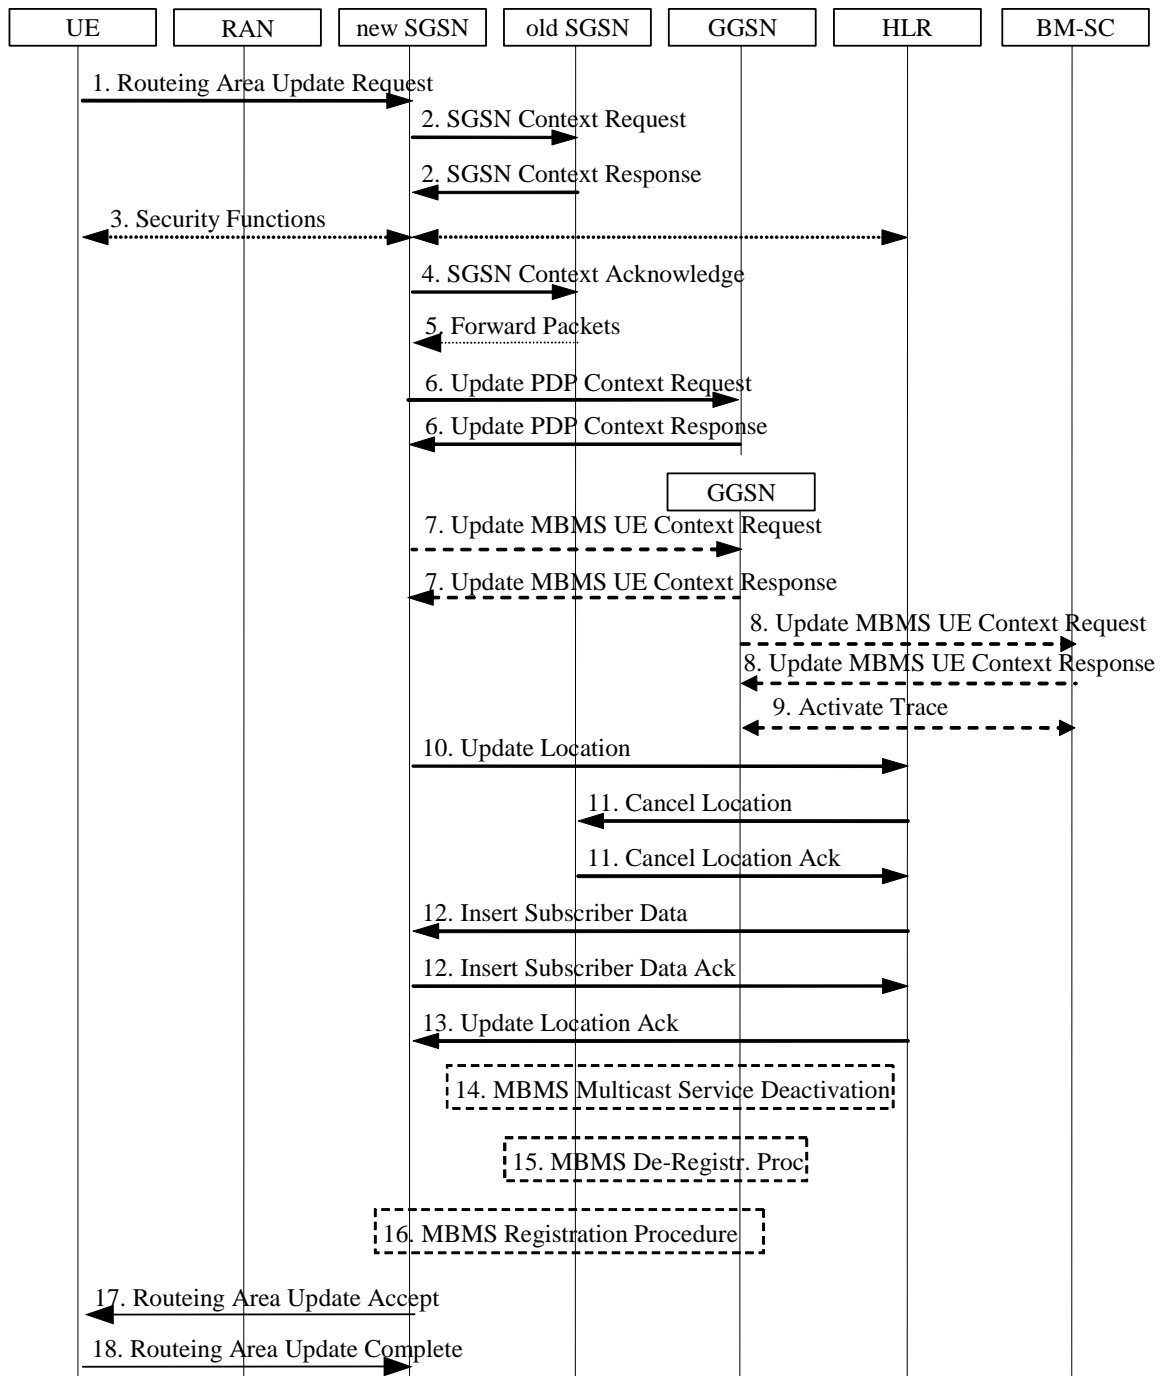 UE
RAN
new SGSN
old SGSN
GGSN
HLR
BM-SC
1. Routeing Area Update Request
2. SGSN Context Request
2. SGSN Context Response
3. Security Functions
4. SGSN Context Acknowledge
5. Forward Packets
6. Update PDP Context Request
6. Update PDP Context Response
GGSN
7. Update MBMS UE Context Request
7. Update MBMS UE Context Response
8. Update MBMS UE Context Request
8. Update MBMS UE Context Response
9. Activate Trace
10. Update Location
11. Cancel Location
11. Cancel Location Ack
12. Insert Subscriber Data
12. Insert Subscriber Data Ack
13. Update Location Ack
14. MBMS Multicast Service Deactivation
15. MBMS De-Registr. Proc
16. MBMS Registration Procedure
17. Routeing Area Update Accept
18. Routeing Area Update Complete